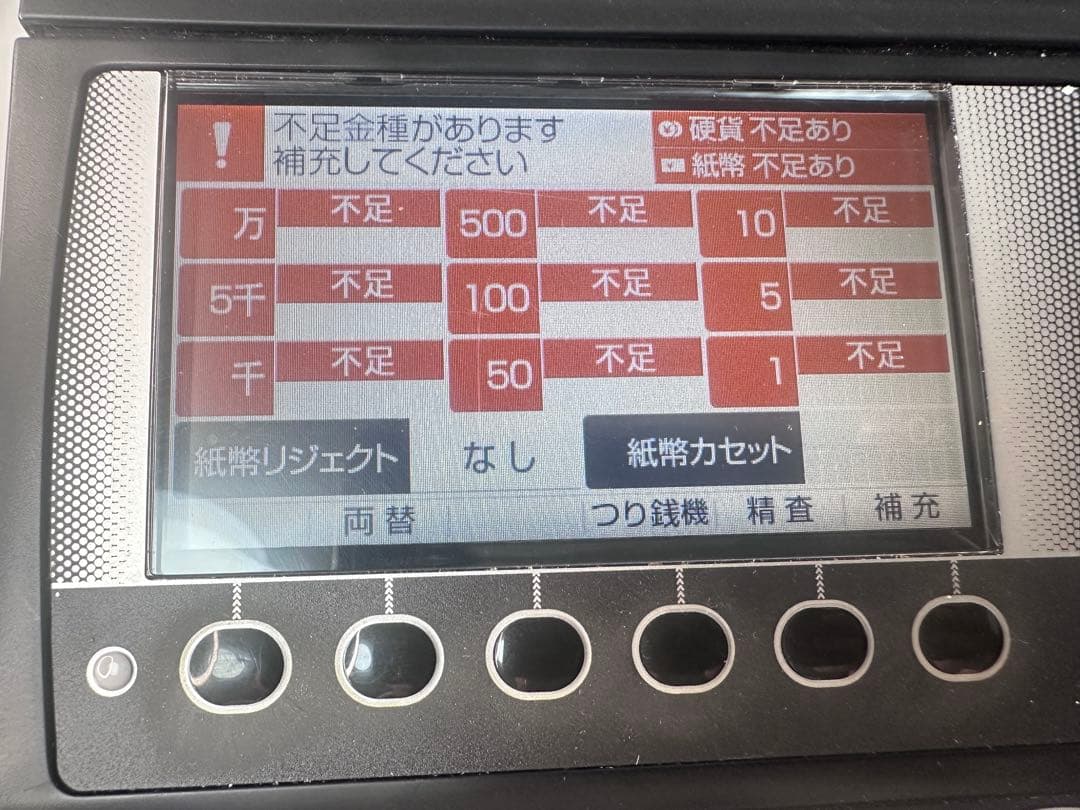 !
不足金種があります
補充してください
硬貨 不足あり
紙幣 不足あり
万 不足 500 不足 10 不足
5千 不足 100 不足 5 不足
千 不足 50 不足 1 不足
紙幣リジェクト なし 紙幣カセット
両替 つり銭機 精査 補充